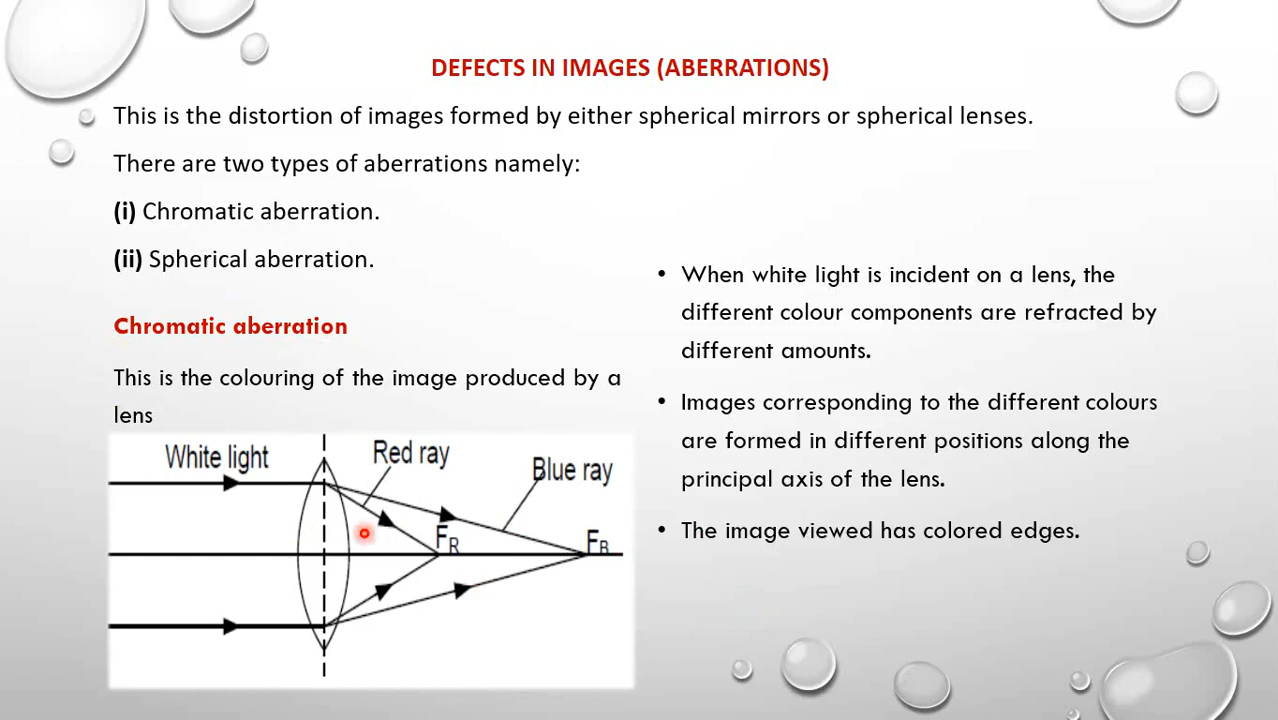 DEFECTS IN IMAGES (ABERRATIONS)
This is the distortion of images formed by either spherical mirrors or spherical lenses.
There are two types of aberrations namely:
(i) Chromatic aberration.
(ii) Spherical aberration.
Chromatic aberration
This is the colouring of the image produced by a
lens
White light
Red ray
Blue ray
FR
FB
• When white light is incident on a lens, the
different colour components are refracted by
different amounts.
• Images corresponding to the different colours
are formed in different positions along the
principal axis of the lens.
• The image viewed has colored edges.